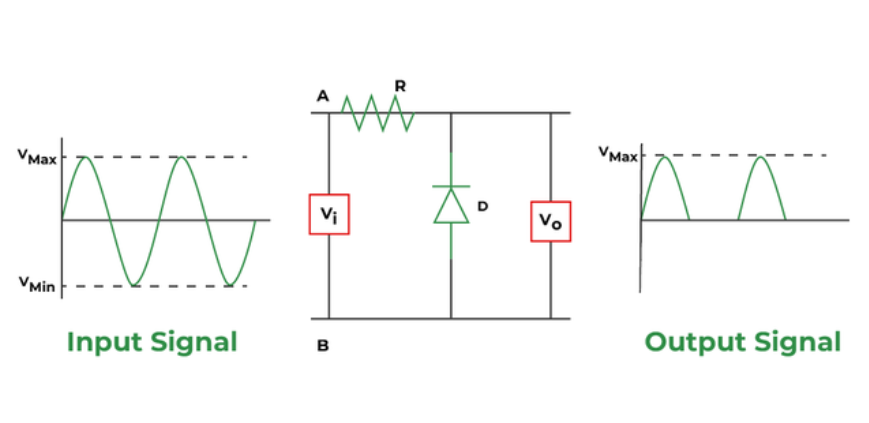 VMax
VMin
Input Signal
A
R
Vi
D
Vo
B
VMax
Output Signal